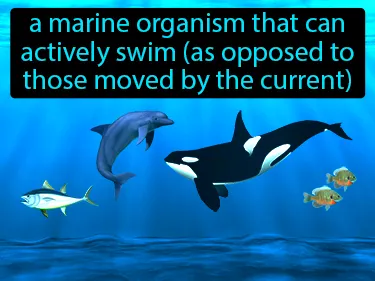 a marine organism that can
actively swim (as opposed to
those moved by the current)